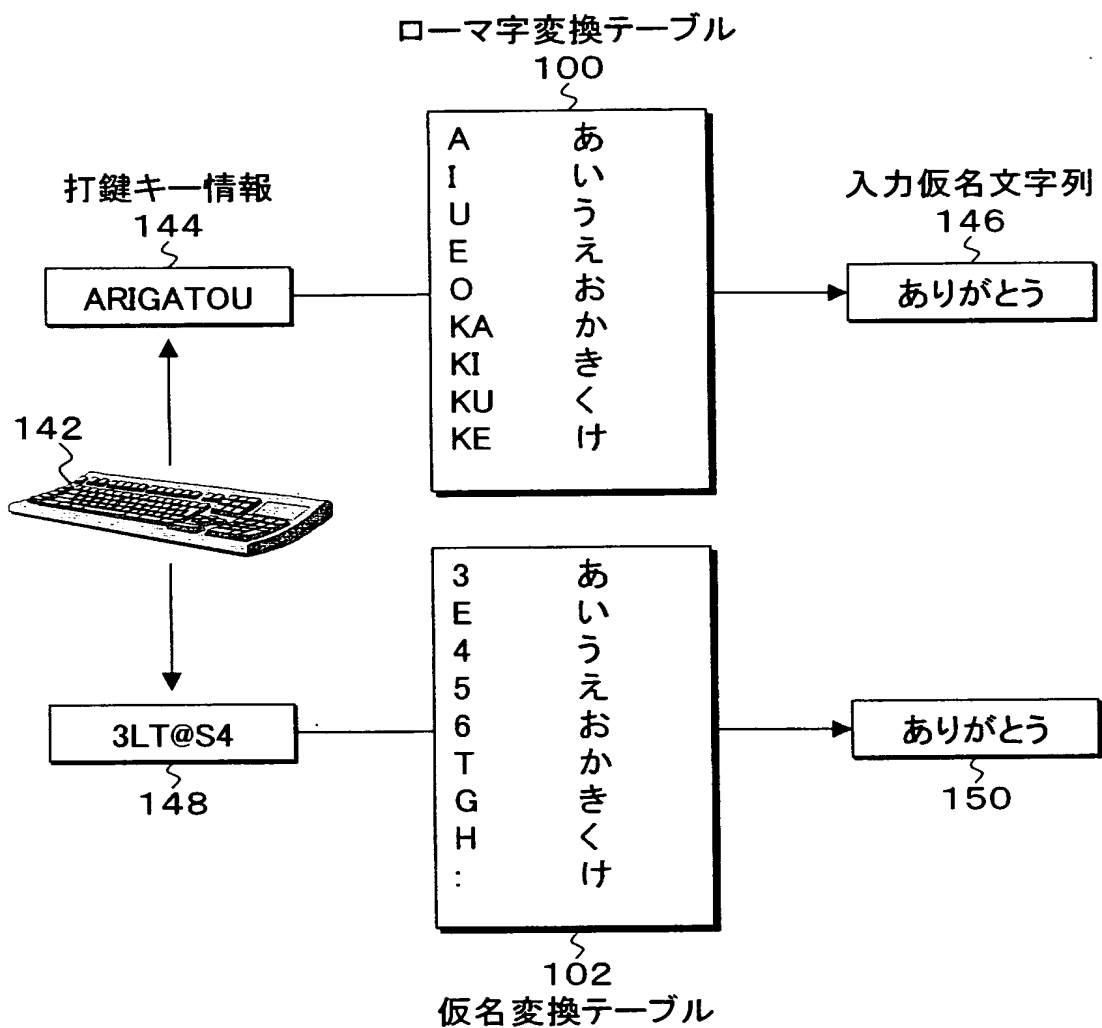 ローマ字変換テーブル
100
打鍵キー情報
144
ARIGATOU
A あ
I い
U う
E え
O お
KA か
KI き
KU く
KE け
入力仮名文字列
146
ありがとう
142
3LT@S4
148
3 あ
E い
4 う
5 え
6 お
T か
G き
H く
: け
ありがとう
150
102
仮名変換テーブル